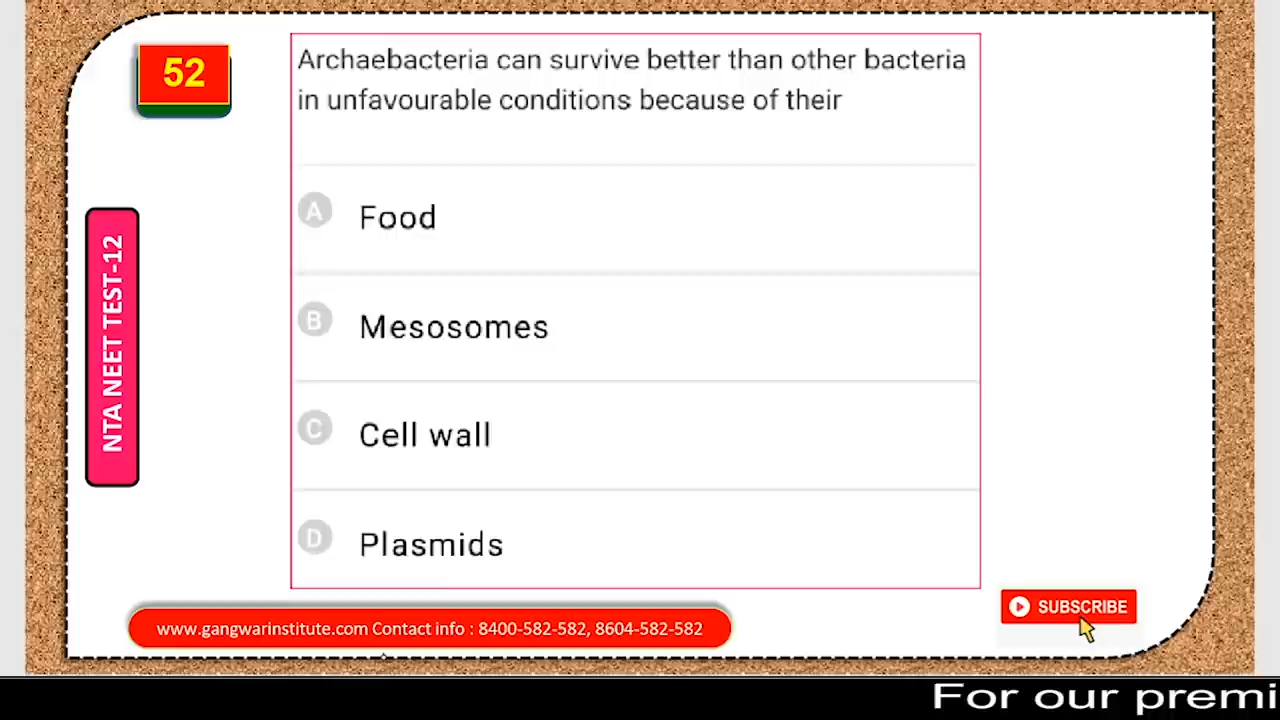 52
Archaebacteria can survive better than other bacteria
in unfavourable conditions because of their
A Food
B Mesosomes
C Cell wall
D Plasmids
NTA NEET TEST-12
www.gangwarinstitute.com Contact info : 8400-582-582, 8604-582-582
SUBSCRIBE
For our premi